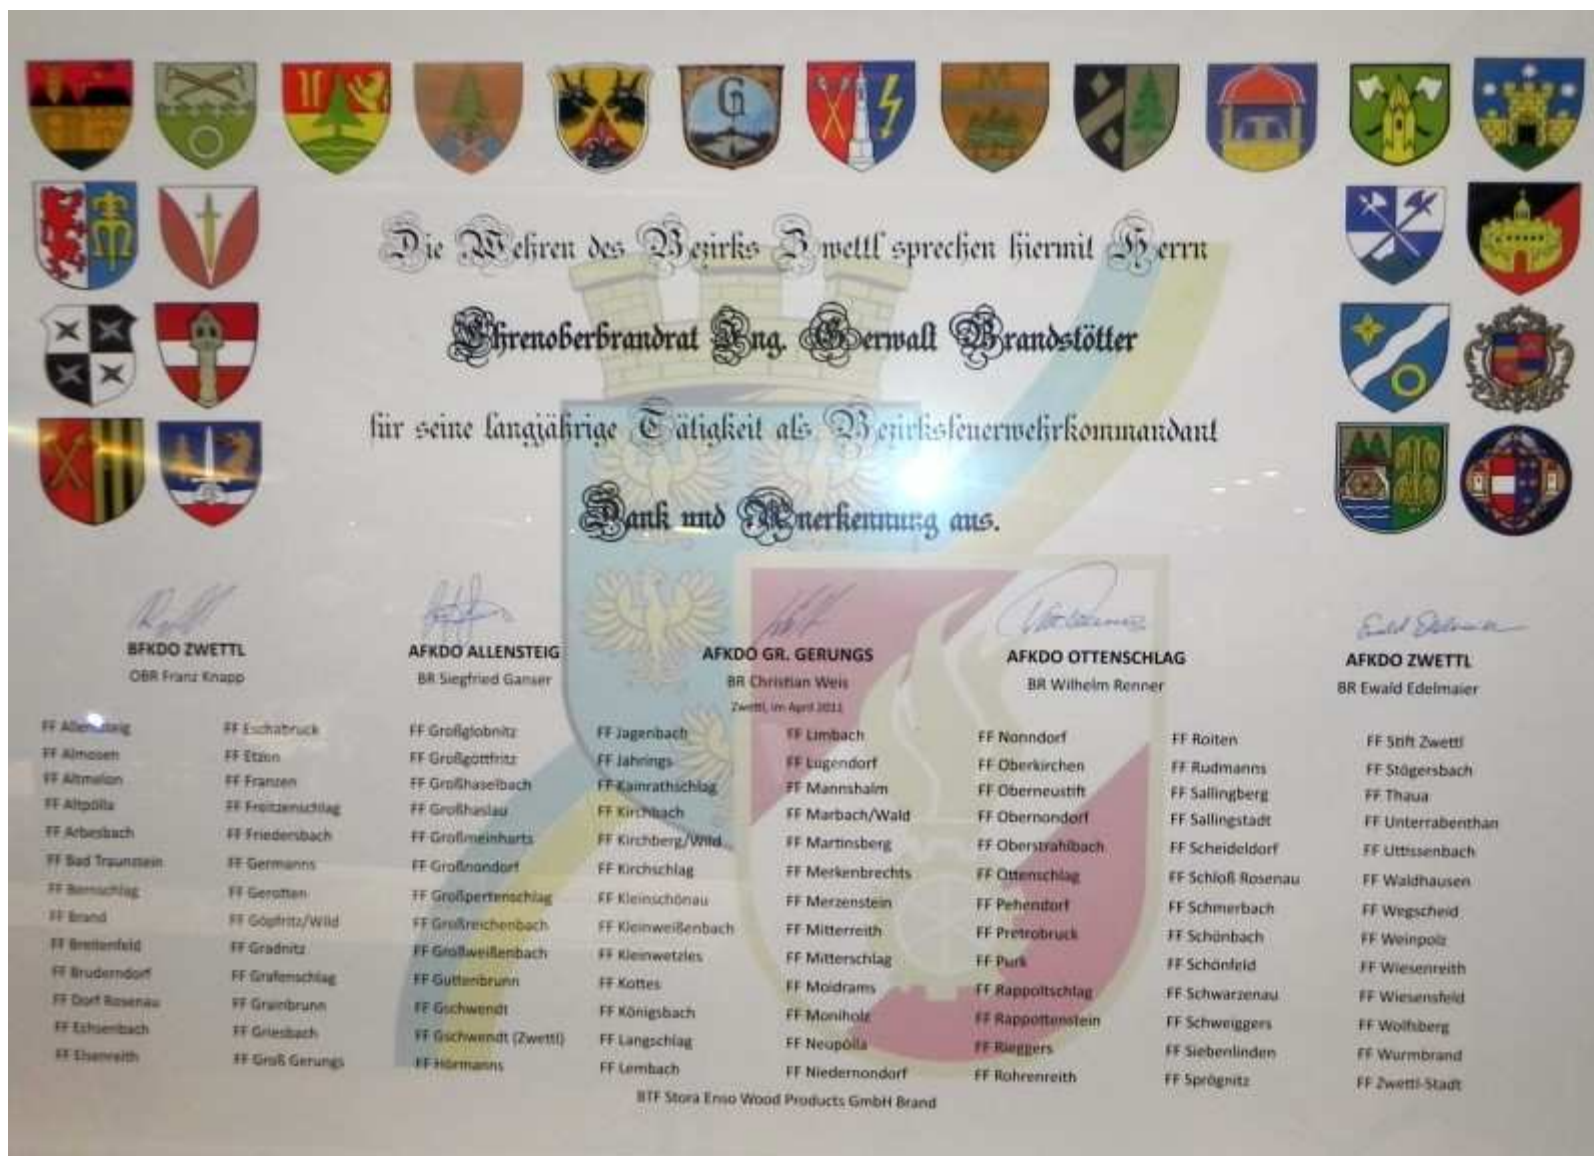 Die Wehren des Bezirks Zwettl sprechen hiermit Herrn
Ehrenoberbrandrat Ing. Gerwalt Brandstötter
für seine langjährige Tätigkeit als Bezirksfeuerwehrkommandant
Dank und Anerkennung aus.
BFKDO ZWETTL
OBR Franz Knapp
AFKDO ALLENSTEIG
BR Siegfried Ganser
AFKDO GR. GERUNGS
BR Christian Weis
Zwettl, im April 2011
AFKDO OTTENSCHLAG
BR Wilhelm Renner
AFKDO ZWETTL
BR Ewald Edelmaier
FF Allentsteig
FF Almosen
FF Altmelon
FF Altpölla
FF Arbesbach
FF Bad Traunstein
FF Bernschlag
FF Brand
FF Breitenfeld
FF Bruderndorf
FF Dorf Rosenau
FF Echsenbach
FF Eisenreith
FF Eschabruck
FF Etzen
FF Franzen
FF Freitzenschlag
FF Friedersbach
FF Germanns
FF Gerotten
FF Göpfritz/Wild
FF Gradnitz
FF Grafenschlag
FF Grainbrunn
FF Griesbach
FF Groß Gerungs
FF Großglobnitz
FF Großgöttfritz
FF Großhaselbach
FF Großhaslau
FF Großmeinharts
FF Großnondorf
FF Großpertenschlag
FF Großreichenbach
FF Großweißenbach
FF Guttenbrunn
FF Gschwendt
FF Gschwendt (Zwettl)
FF Hörmanns
FF Jagenbach
FF Jahrings
FF Kainrathschlag
FF Kirchbach
FF Kirchberg/Wild
FF Kirchschlag
FF Kleinschönau
FF Kleinweißenbach
FF Kleinwetzles
FF Kottes
FF Königsbach
FF Langschlag
FF Lembach
FF Limbach
FF Lugendorf
FF Mannshalm
FF Marbach/Wald
FF Martinsberg
FF Merkenbrechts
FF Merzenstein
FF Mitterreith
FF Mitterschlag
FF Moidrams
FF Moniholz
FF Neupölla
FF Niedernondorf
FF Nonndorf
FF Oberkirchen
FF Oberneustift
FF Obernondorf
FF Oberstrahlbach
FF Ottenschlag
FF Pehendorf
FF Pretrobruck
FF Purk
FF Rappoltschlag
FF Rappottenstein
FF Rieggers
FF Rohrenreith
FF Roiten
FF Rudmanns
FF Sallingberg
FF Sallingstadt
FF Scheideldorf
FF Schloß Rosenau
FF Schmerbach
FF Schönbach
FF Schönfeld
FF Schwarzenau
FF Schweiggers
FF Siebenlinden
FF Sprögnitz
FF Stift Zwettl
FF Stögersbach
FF Thaua
FF Unterrabenthan
FF Uttissenbach
FF Waldhausen
FF Wegscheid
FF Weinpolz
FF Wiesenreith
FF Wiesensfeld
FF Wolfsberg
FF Wurmbrand
FF Zwettl-Stadt
BTF Stora Enso Wood Products GmbH Brand